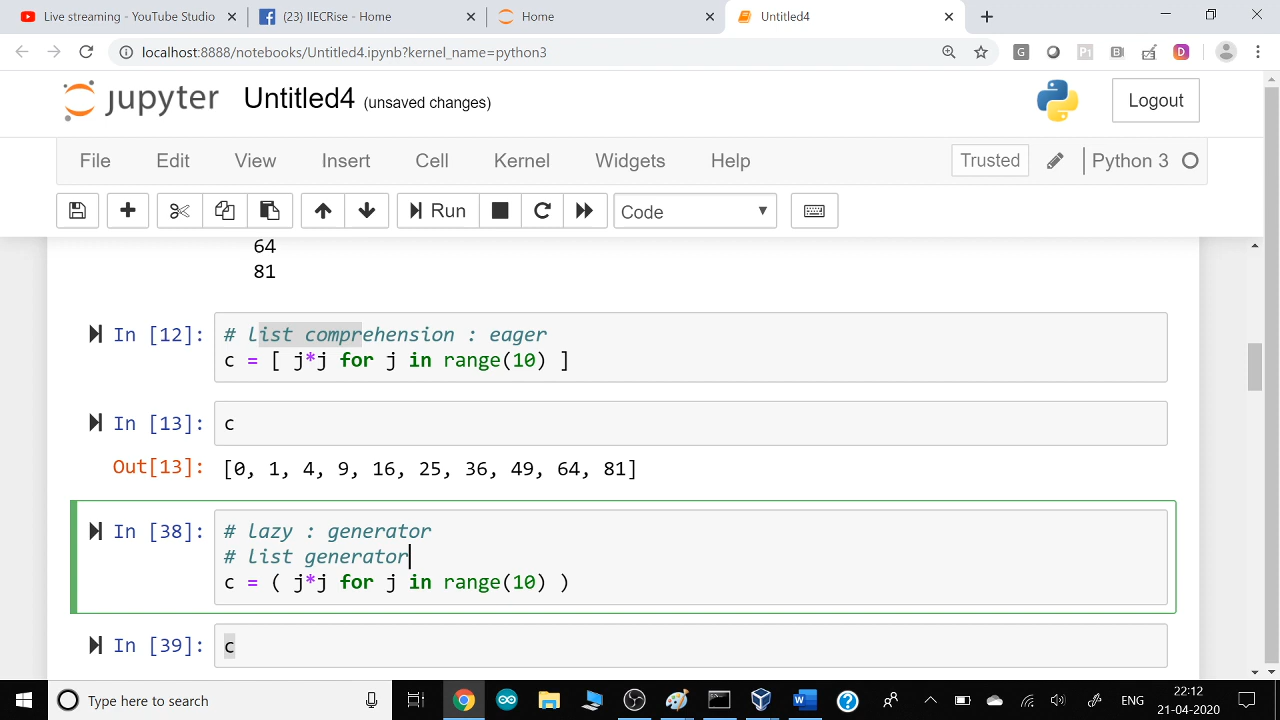 Live streaming - YouTube Studio
(23) IIECRise - Home
Home
Untitled4
localhost:8888/notebooks/Untitled4.ipynb?kernel_name=python3
jupyter Untitled4 (unsaved changes)
Logout
File Edit View Insert Cell Kernel Widgets Help
Trusted
Python 3
Run
Code
64
81
In [12]: # list comprehension : eager
c = [ j*j for j in range(10) ]
In [13]: c
Out[13]: [0, 1, 4, 9, 16, 25, 36, 49, 64, 81]
In [38]: # lazy : generator
# list generator
c = ( j*j for j in range(10) )
In [39]: c
Type here to search
ENG
22:12
21-04-2020